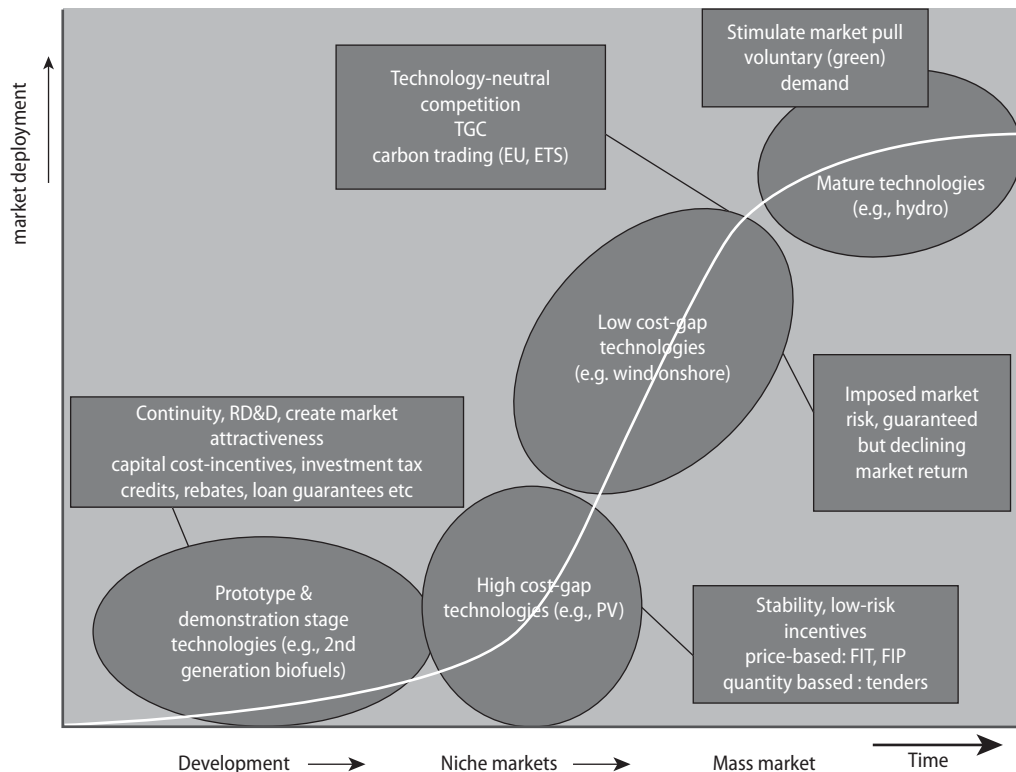 market deployment
Stimulate market pull
voluntary (green)
demand
Technology-neutral
competition
TGC
carbon trading (EU, ETS)
Mature technologies
(e.g., hydro)
Low cost-gap
technologies
(e.g. wind onshore)
Imposed market
risk, guaranteed
but declining
market return
Continuity, RD&D, create market
attractiveness
capital cost-incentives, investment tax
credits, rebates, loan guarantees etc
Prototype &
demonstration stage
technologies (e.g., 2nd
generation biofuels)
High cost-gap
technologies (e.g., PV)
Stability, low-risk
incentives
price-based: FIT, FIP
quantity bassed : tenders
Development
Niche markets
Mass market
Time